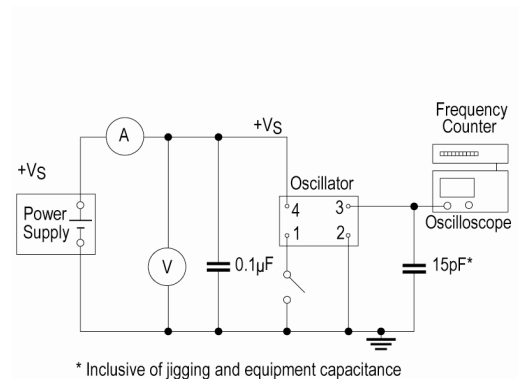 Frequency
Counter
A
+VS
+VS
Oscillator
Power
Supply
4
3
1
2
Oscilloscope
V
0.1µF
15pF*
* Inclusive of jigging and equipment capacitance